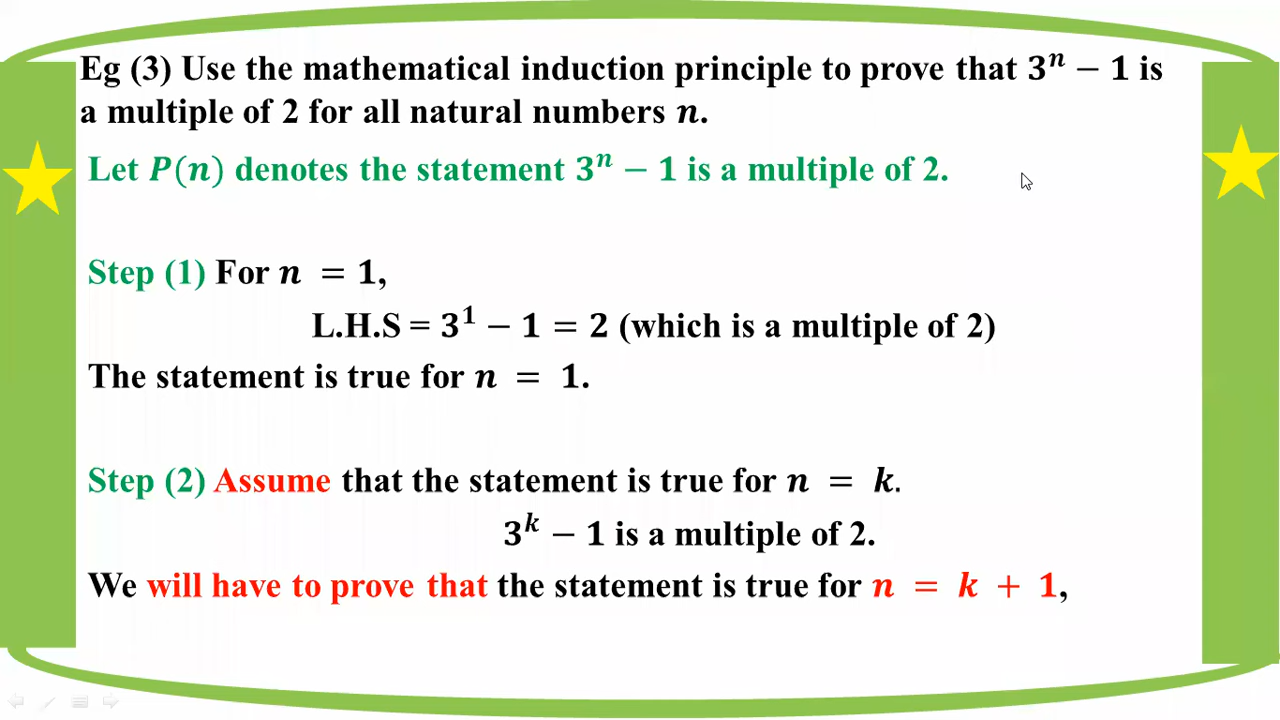 Eg (3) Use the mathematical induction principle to prove that 3ⁿ − 1 is
a multiple of 2 for all natural numbers n.
Let P(n) denotes the statement 3ⁿ − 1 is a multiple of 2.
Step (1) For n = 1,
L.H.S = 3¹ − 1 = 2 (which is a multiple of 2)
The statement is true for n = 1.
Step (2) Assume that the statement is true for n = k.
3ᵏ − 1 is a multiple of 2.
We will have to prove that the statement is true for n = k + 1,